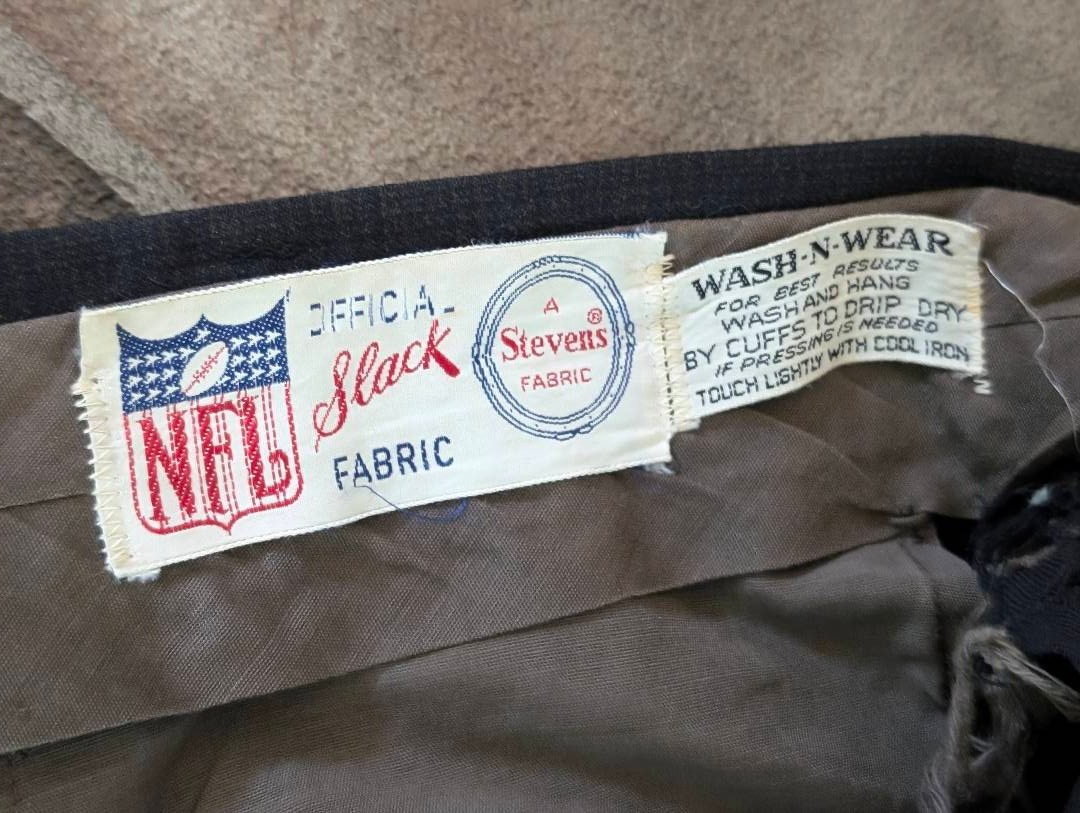 NFL
OFFICIAL
Slack
FABRIC
A
Stevens®
FABRIC
WASH-N-WEAR
FOR BEST RESULTS
WASH AND HANG
BY CUFFS TO DRIP DRY
IF PRESSING IS NEEDED
TOUCH LIGHTLY WITH COOL IRON